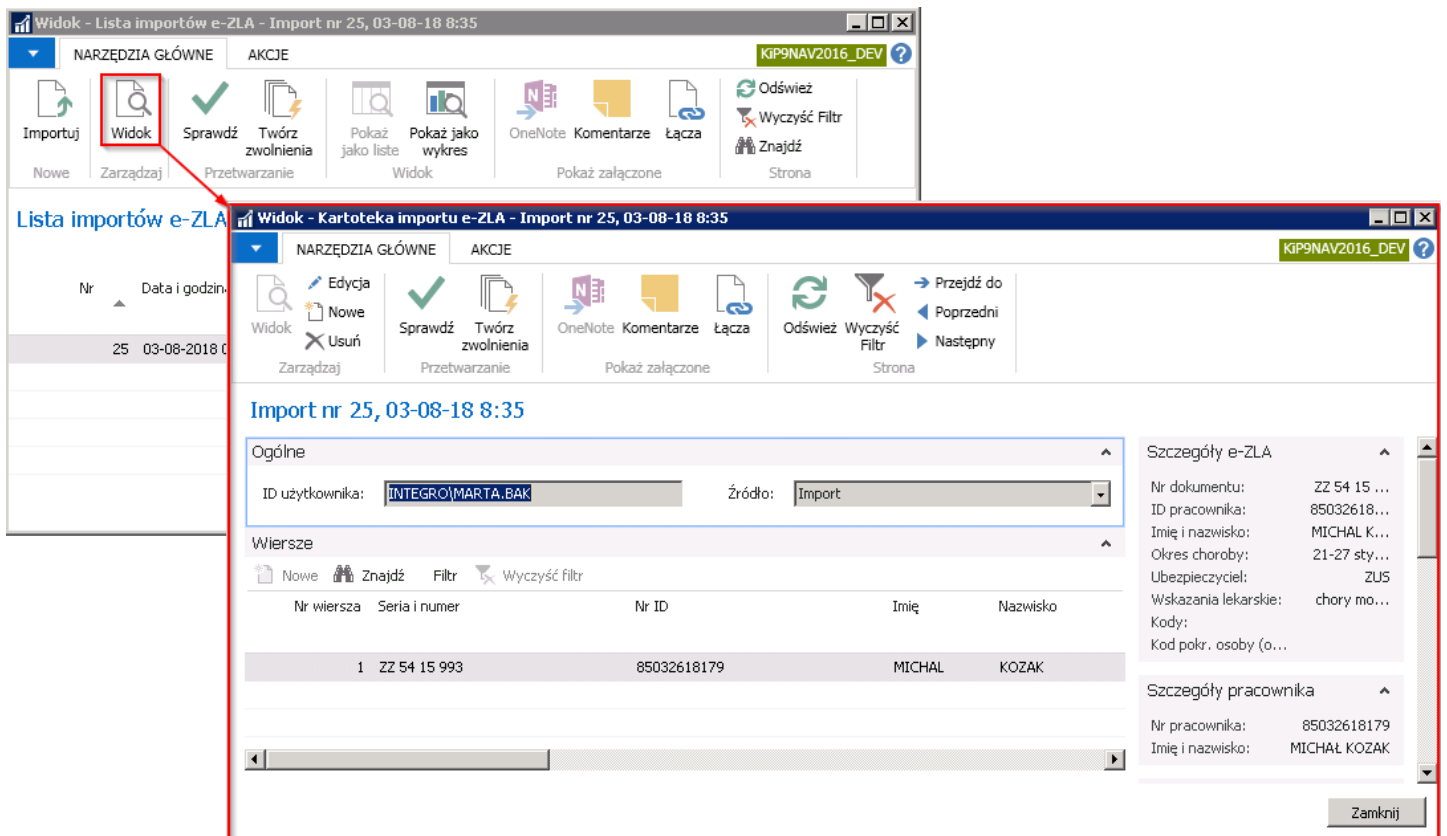 Widok - Lista importów e-ZLA - Import nr 25, 03-08-18 8:35
NARZĘDZIA GŁÓWNE AKCJE KiP9NAV2016_DEV
Importuj Widok Sprawdź Twórz zwolnienia Pokaż jako liste Pokaż jako wykres OneNote Komentarze Łącza
Odśwież
Wyczyść Filtr
Znajdź
Nowe Zarządzaj Przetwarzanie Widok Pokaż załączone Strona
Lista importów e-ZLA
Nr Data i godzin
25 03-08-2018 0
Widok - Kartoteka importu e-ZLA - Import nr 25, 03-08-18 8:35
NARZĘDZIA GŁÓWNE AKCJE KiP9NAV2016_DEV
Widok
Edycja
Nowe
Usuń
Sprawdź Twórz zwolnienia OneNote Komentarze Łącza Odśwież Wyczyść Filtr
Przejdź do
Poprzedni
Następny
Zarządzaj Przetwarzanie Pokaż załączone Strona
Import nr 25, 03-08-18 8:35
Ogólne
ID użytkownika: INTEGRO\MARTA.BAK Źródło: Import
Wiersze
Nowe Znajdź Filtr Wyczyść filtr
Nr wiersza Seria i numer Nr ID Imię Nazwisko
1 ZZ 54 15 993 85032618179 MICHAL KOZAK
Szczegóły e-ZLA
Nr dokumentu: ZZ 54 15 ...
ID pracownika: 85032618...
Imię i nazwisko: MICHAL K...
Okres choroby: 21-27 sty...
Ubezpieczyciel: ZUS
Wskazania lekarskie: chory mo...
Kody:
Kod pokr. osoby (o...
Szczegóły pracownika
Nr pracownika: 85032618179
Imię i nazwisko: MICHAŁ KOZAK
Zamknij